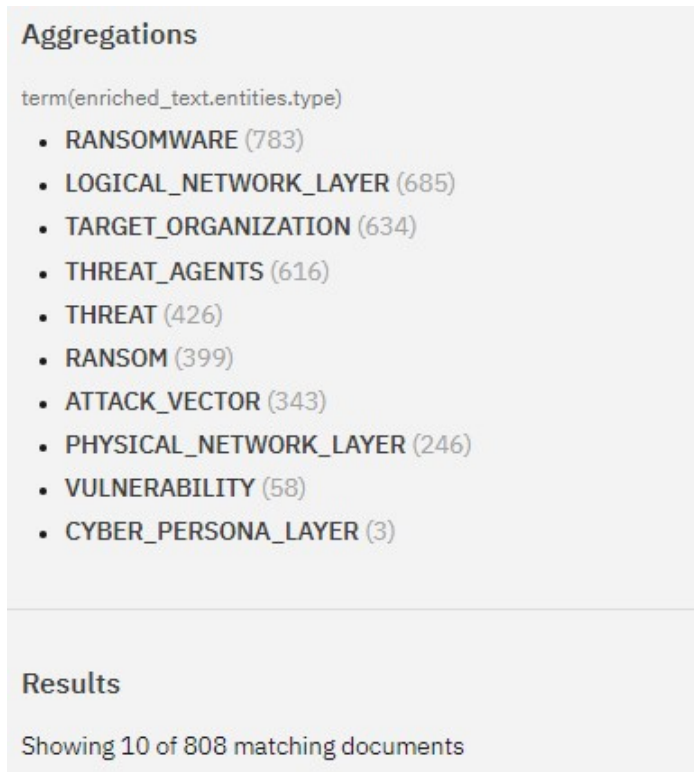 Aggregations
term(enriched_text.entities.type)
• RANSOMWARE (783)
• LOGICAL_NETWORK_LAYER (685)
• TARGET_ORGANIZATION (634)
• THREAT_AGENTS (616)
• THREAT (426)
• RANSOM (399)
• ATTACK_VECTOR (343)
• PHYSICAL_NETWORK_LAYER (246)
• VULNERABILITY (58)
• CYBER_PERSONA_LAYER (3)
Results
Showing 10 of 808 matching documents